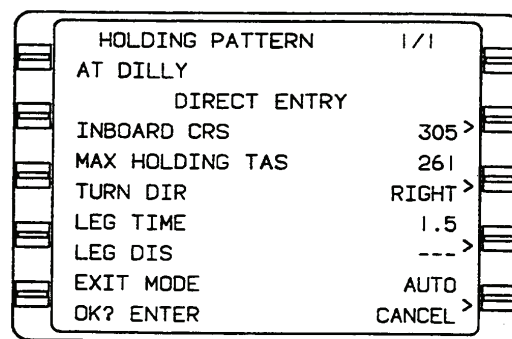 HOLDING PATTERN 1/1
AT DILLY
DIRECT ENTRY
INBOARD CRS 305>
MAX HOLDING TAS 261
TURN DIR RIGHT>
LEG TIME 1.5
LEG DIS --->
EXIT MODE AUTO
OK? ENTER CANCEL>